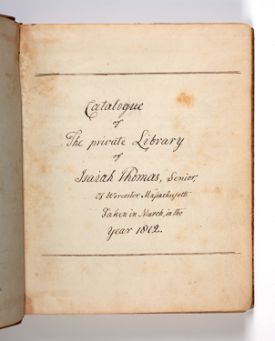 Catalogue
of
The private Library
of
Isaiah Thomas, Senior,
Of Worcester, Massachusetts
Taken in March, in the
Year 1812.